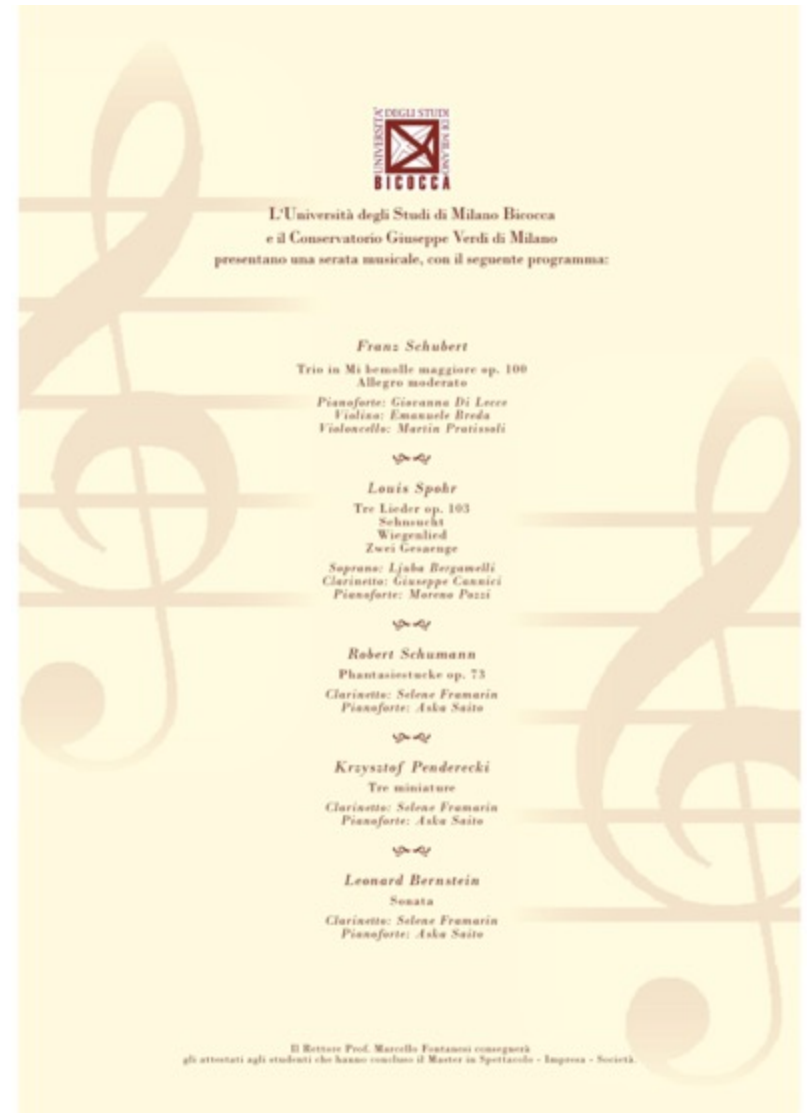 UNIVERSITÀ
DEGLI STUDI
DI MILANO
BICOCCA
L'Università degli Studi di Milano Bicocca
e il Conservatorio Giuseppe Verdi di Milano
presentano una serata musicale, con il seguente programma:
Franz Schubert
Trio in Mi bemolle maggiore op. 100
Allegro moderato
Pianoforte: Giovanna Di Lecce
Violino: Emanuele Breda
Violoncello: Martin Pratissoli
Louis Spohr
Tre Lieder op. 103
Sehnsucht
Wiegenlied
Zwei Gesaenge
Soprano: Ljuba Bergamelli
Clarinetto: Giuseppe Cannici
Pianoforte: Moreno Pozzi
Robert Schumann
Phantasiestucke op. 73
Clarinetto: Selene Framarin
Pianoforte: Aska Saito
Krzysztof Penderecki
Tre miniature
Clarinetto: Selene Framarin
Pianoforte: Aska Saito
Leonard Bernstein
Sonata
Clarinetto: Selene Framarin
Pianoforte: Aska Saito
Il Rettore Prof. Marcello Fontanesi consegnerà
gli attestati agli studenti che hanno concluso il Master in Spettacolo - Impresa - Società.